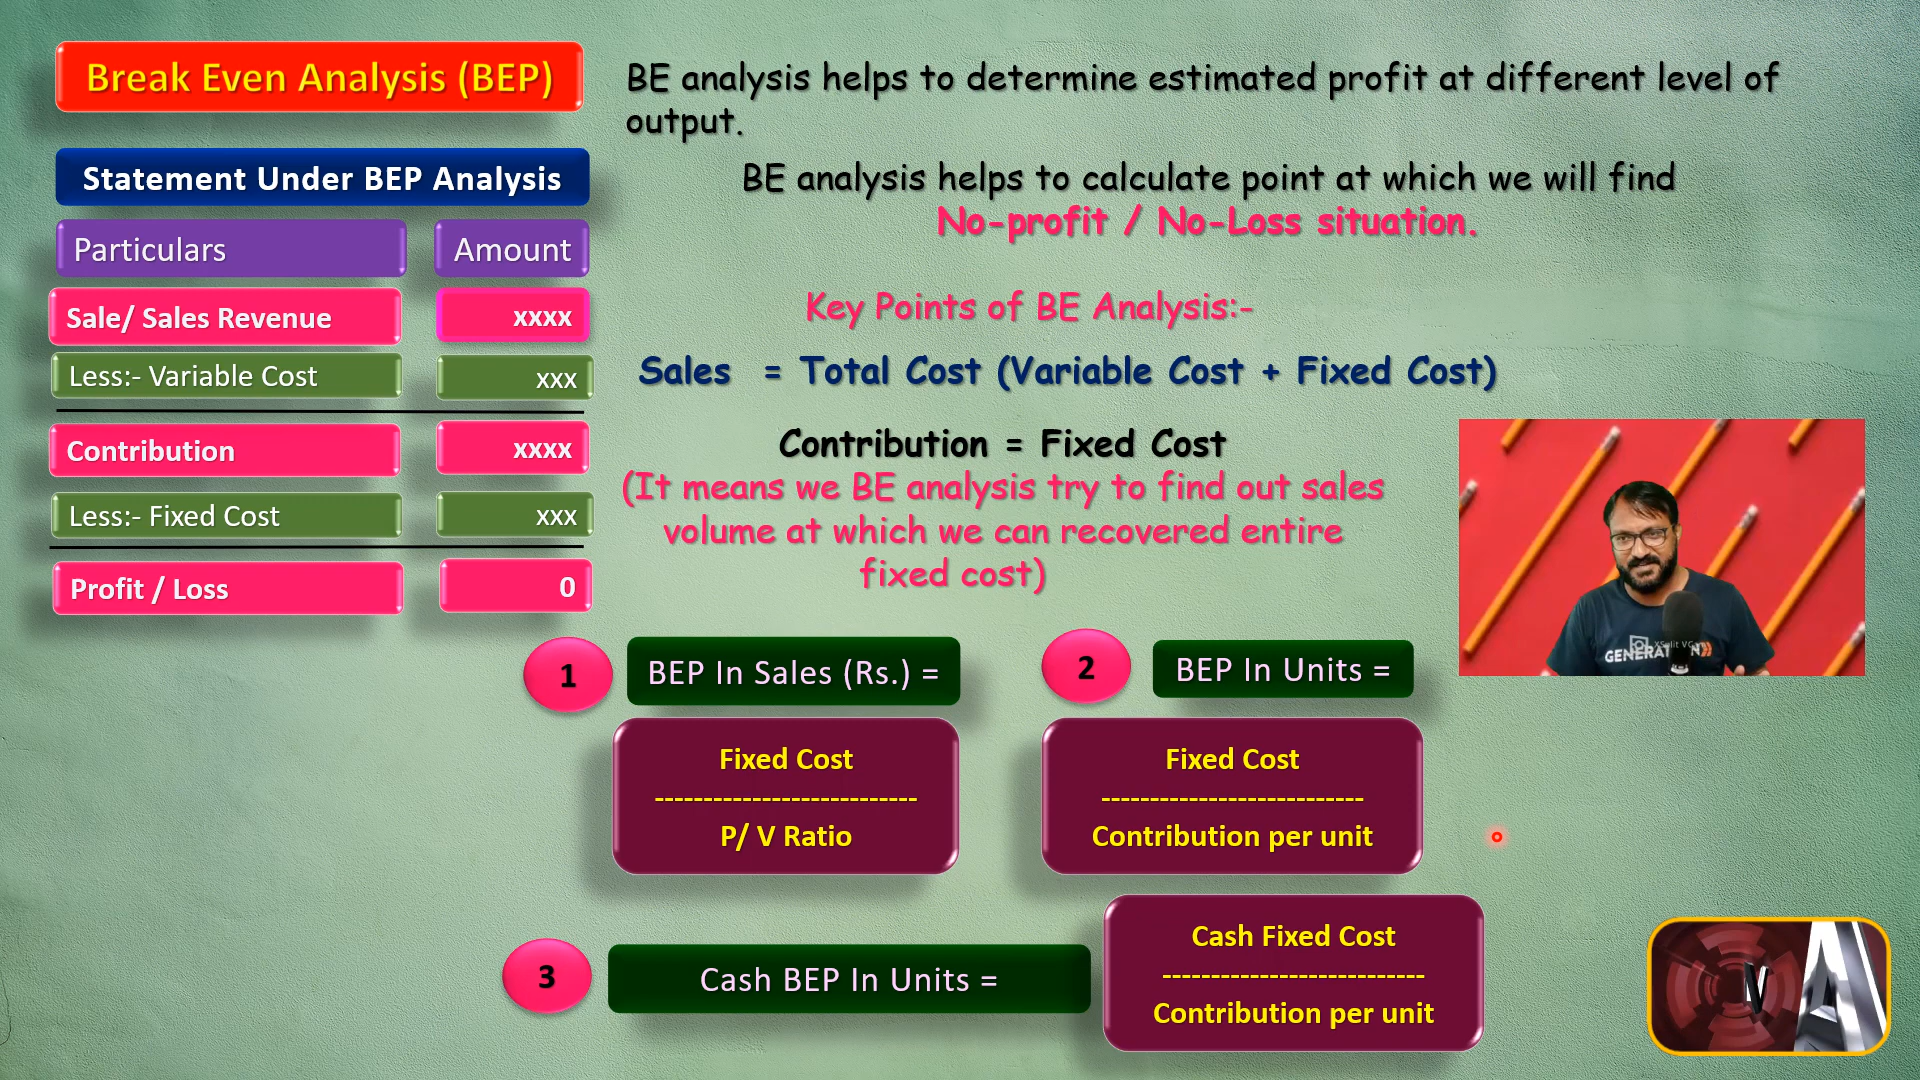 Break Even Analysis (BEP)
BE analysis helps to determine estimated profit at different level of
output.
Statement Under BEP Analysis
BE analysis helps to calculate point at which we will find
No-profit / No-Loss situation.
Particulars Amount
Sale/ Sales Revenue xxxx
Less:- Variable Cost xxx
Contribution xxxx
Less:- Fixed Cost xxx
Profit / Loss 0
Key Points of BE Analysis:-
Sales = Total Cost (Variable Cost + Fixed Cost)
Contribution = Fixed Cost
(It means we BE analysis try to find out sales
volume at which we can recovered entire
fixed cost)
1 BEP In Sales (Rs.) =
Fixed Cost
---------------------------
P/ V Ratio
2 BEP In Units =
Fixed Cost
---------------------------
Contribution per unit
3 Cash BEP In Units =
Cash Fixed Cost
---------------------------
Contribution per unit
XSplit
VA